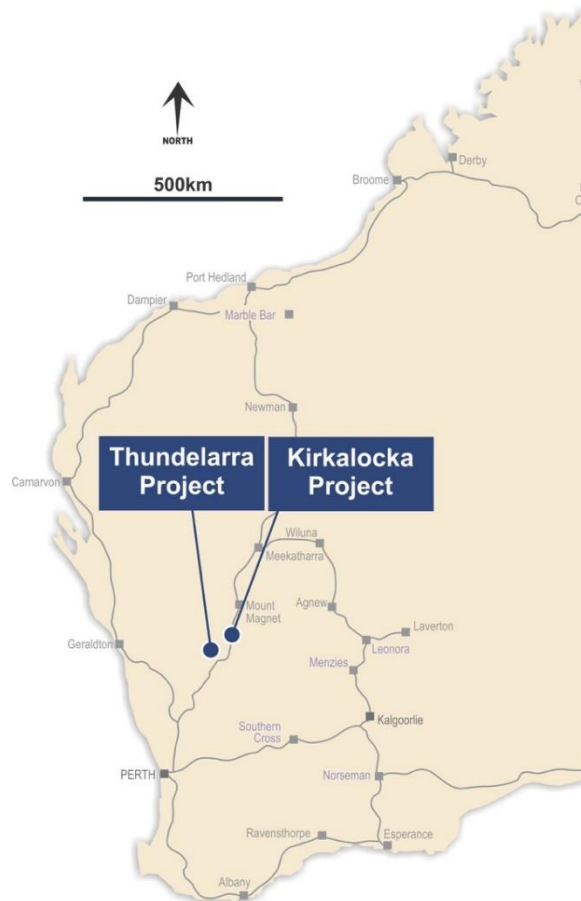 NORTH
500km
Derby
Broome
Port Hedland
Dampier
Marble Bar
Newman
Thundelarra
Project
Kirkalocka
Project
Carnarvon
Wiluna
Meekatharra
Agnew
Mount
Magnet
Laverton
Geraldton
Leonora
Menzies
Kalgoorlie
Southern
Cross
PERTH
Norseman
Ravensthorpe
Esperance
Albany